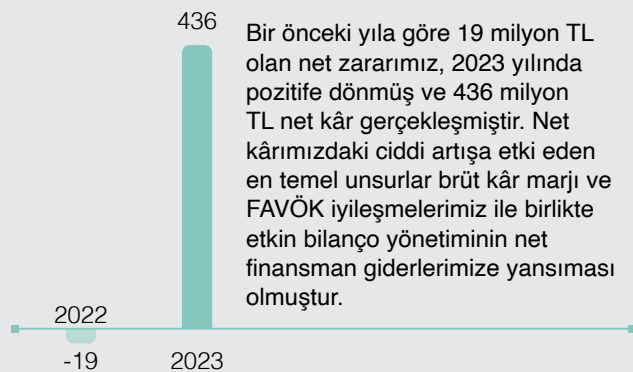 436
Bir önceki yıla göre 19 milyon TL
olan net zararımız, 2023 yılında
pozitife dönmüş ve 436 milyon
TL net kâr gerçekleşmiştir. Net
kârımızdaki ciddi artışa etki eden
en temel unsurlar brüt kâr marjı ve
FAVÖK iyileşmelerimiz ile birlikte
etkin bilanço yönetiminin net
finansman giderlerimize yansıması
olmuştur.
2022
-19
2023